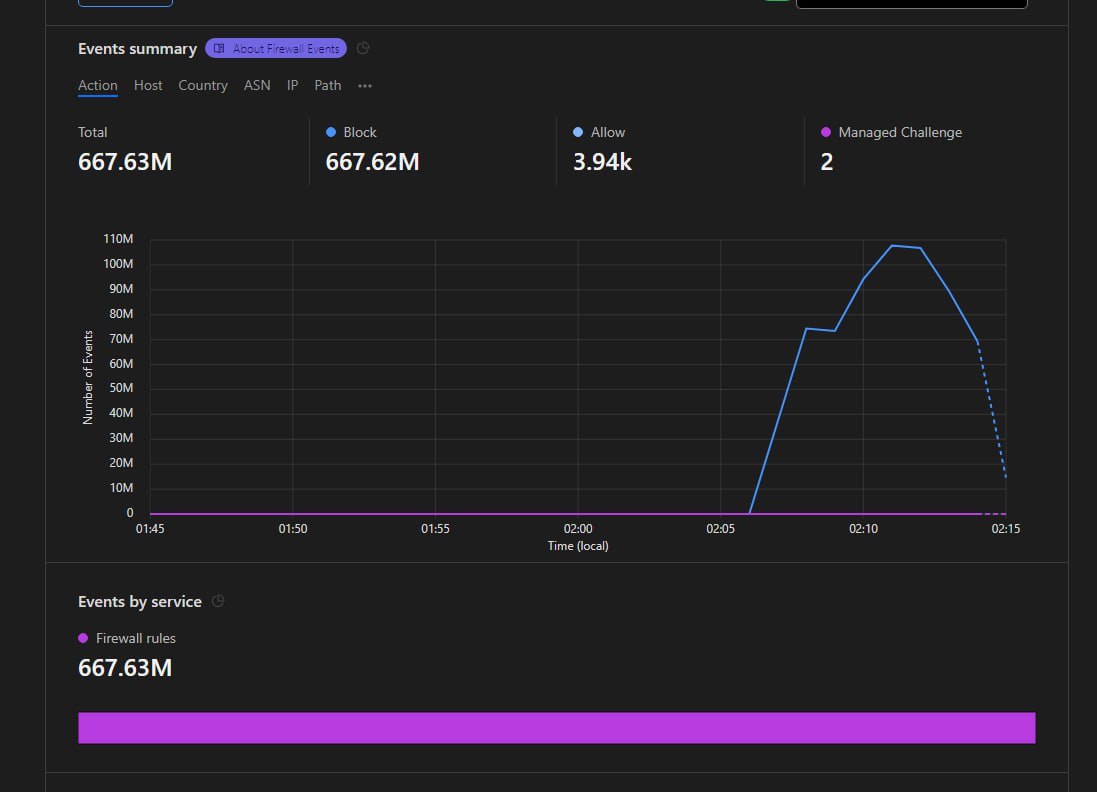 Events summary About Firewall Events
Action Host Country ASN IP Path ···
Total Block Allow Managed Challenge
667.63M 667.62M 3.94k 2
110M
100M
90M
80M
70M
60M
50M
40M
30M
20M
10M
0
Number of Events
01:45 01:50 01:55 02:00 02:05 02:10 02:15
Time (local)
Events by service
Firewall rules
667.63M